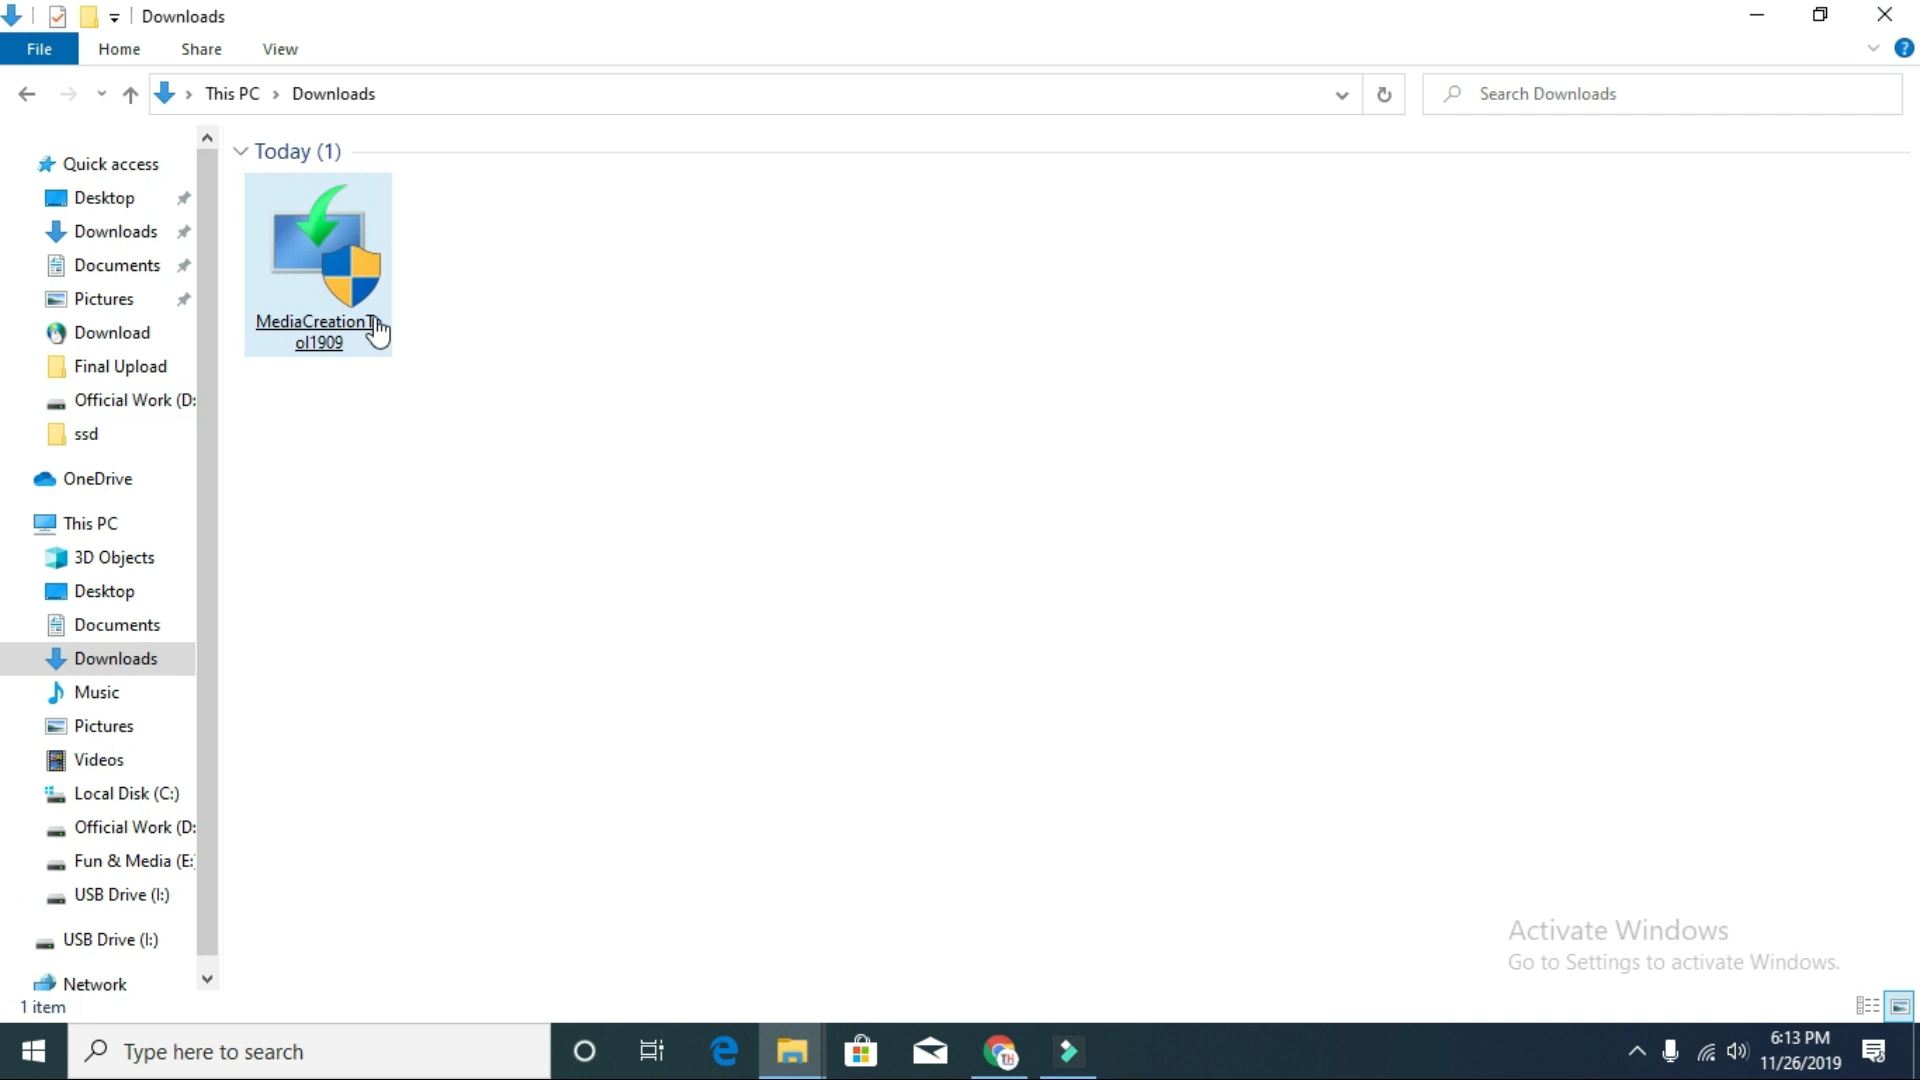 Downloads
File Home Share View
This PC Downloads
Search Downloads
Quick access
Desktop
Downloads
Documents
Pictures
Download
Final Upload
Official Work (D:
ssd
OneDrive
This PC
3D Objects
Desktop
Documents
Downloads
Music
Pictures
Videos
Local Disk (C:)
Official Work (D:
Fun & Media (E:
USB Drive (I:)
USB Drive (I:)
Network
1 item
Today (1)
MediaCreationT
ol1909
Activate Windows
Go to Settings to activate Windows.
Type here to search
TH
6:13 PM
11/26/2019